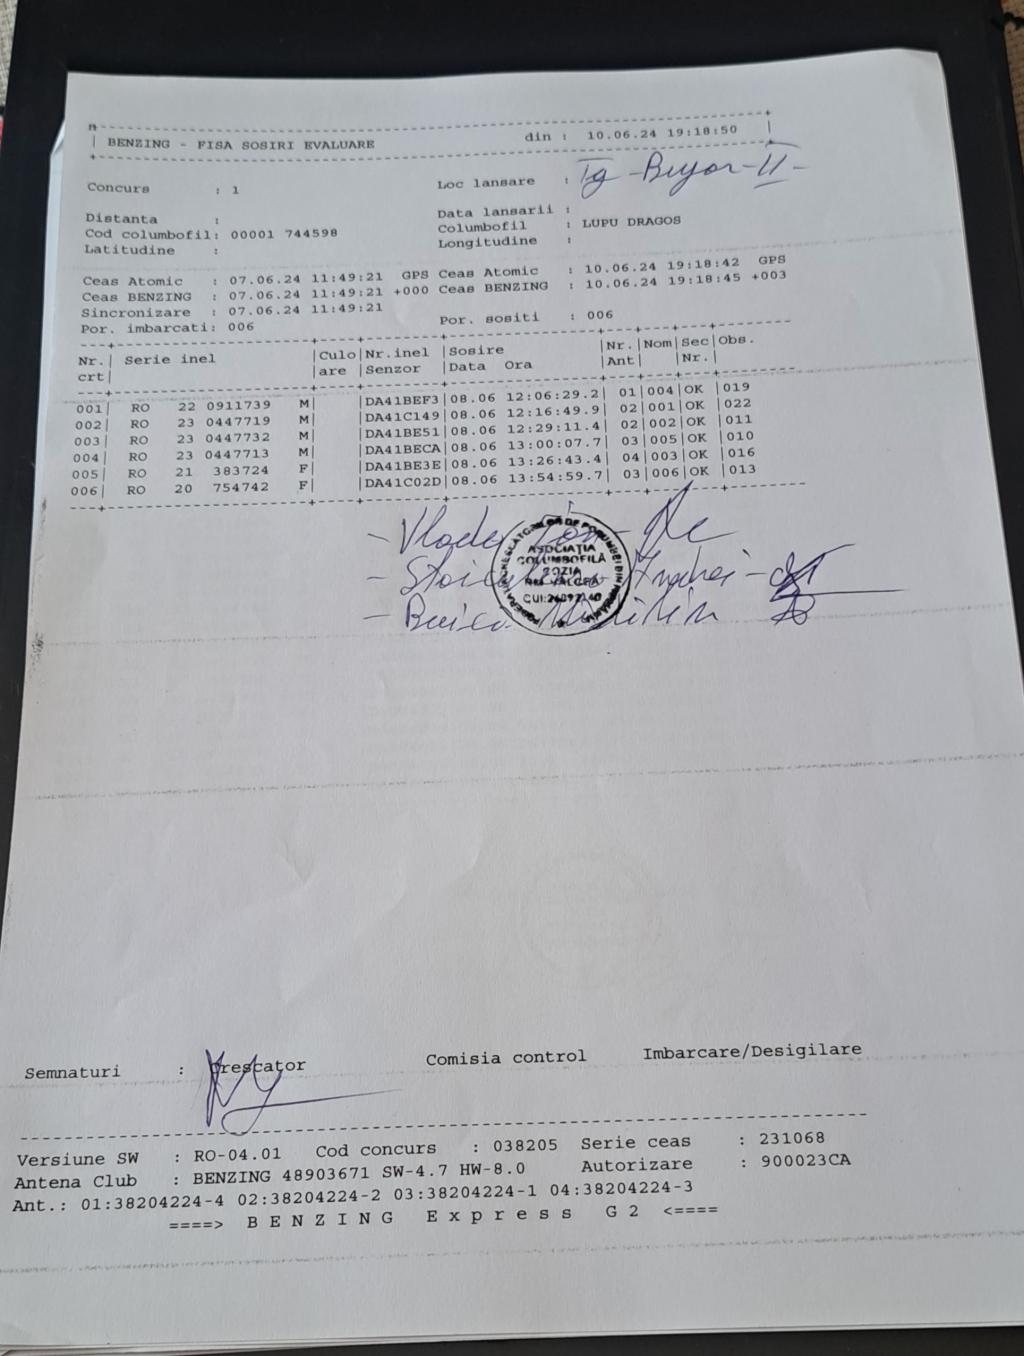 BENZING - FISA SOSIRI EVALUARE din : 10.06.24 19:18:50
Concurs : 1 Loc lansare : Tg-Bujor-II-
Distanta : Data lansarii :
Cod columbofil: 00001 744598 Columbofil : LUPU DRAGOS
Latitudine : Longitudine :
Ceas Atomic : 07.06.24 11:49:21 GPS Ceas Atomic : 10.06.24 19:18:42 GPS
Ceas BENZING : 07.06.24 11:49:21 +000 Ceas BENZING : 10.06.24 19:18:45 +003
Sincronizare : 07.06.24 11:49:21
Por. imbarcati: 006 Por. sositi : 006
Nr.| Serie inel |Culo|Nr.inel |Sosire |Nr.|Nom|Sec|Obs.
crt| |are |Senzor |Data Ora |Ant| |Nr.|
001| RO 22 0911739 M| |DA41BEF3|08.06 12:06:29.2| 01|004|OK |019
002| RO 23 0447719 M| |DA41C149|08.06 12:16:49.9| 02|001|OK |022
003| RO 23 0447732 M| |DA41BE51|08.06 12:29:11.4| 02|002|OK |011
004| RO 23 0447713 M| |DA41BECA|08.06 13:00:07.7| 03|005|OK |010
005| RO 21 383724 F| |DA41BE3E|08.06 13:26:43.4| 04|003|OK |016
006| RO 20 754742 F| |DA41C02D|08.06 13:54:59.7| 03|006|OK |013
ASOCIATIA
COLUMBOFILA
COZIA
RM. VALCEA
Semnaturi : Crescator Comisia control Imbarcare/Desigilare
Versiune SW : RO-04.01 Cod concurs : 038205 Serie ceas : 231068
Antena Club : BENZING 48903671 SW-4.7 HW-8.0 Autorizare : 900023CA
Ant.: 01:38204224-4 02:38204224-2 03:38204224-1 04:38204224-3
====> B E N Z I N G E x p r e s s G 2 <====